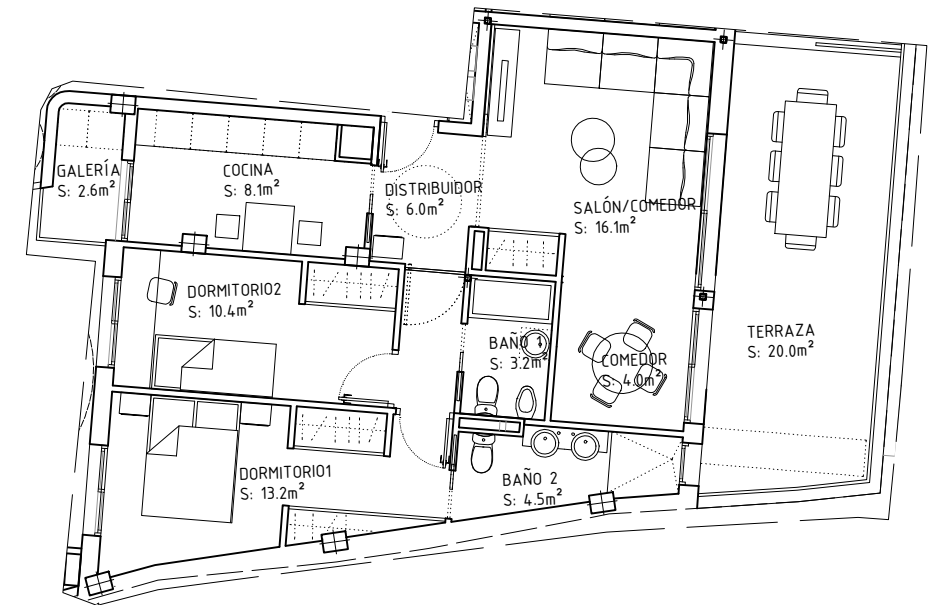 GALERÍA
S: 2.6m²
COCINA
S: 8.1m²
DISTRIBUIDOR
S: 6.0m²
SALÓN/COMEDOR
S: 16.1m²
DORMITORIO2
S: 10.4m²
BAÑO 1
S: 3.2m²
COMEDOR
S: 4.0m²
TERRAZA
S: 20.0m²
DORMITORIO1
S: 13.2m²
BAÑO 2
S: 4.5m²